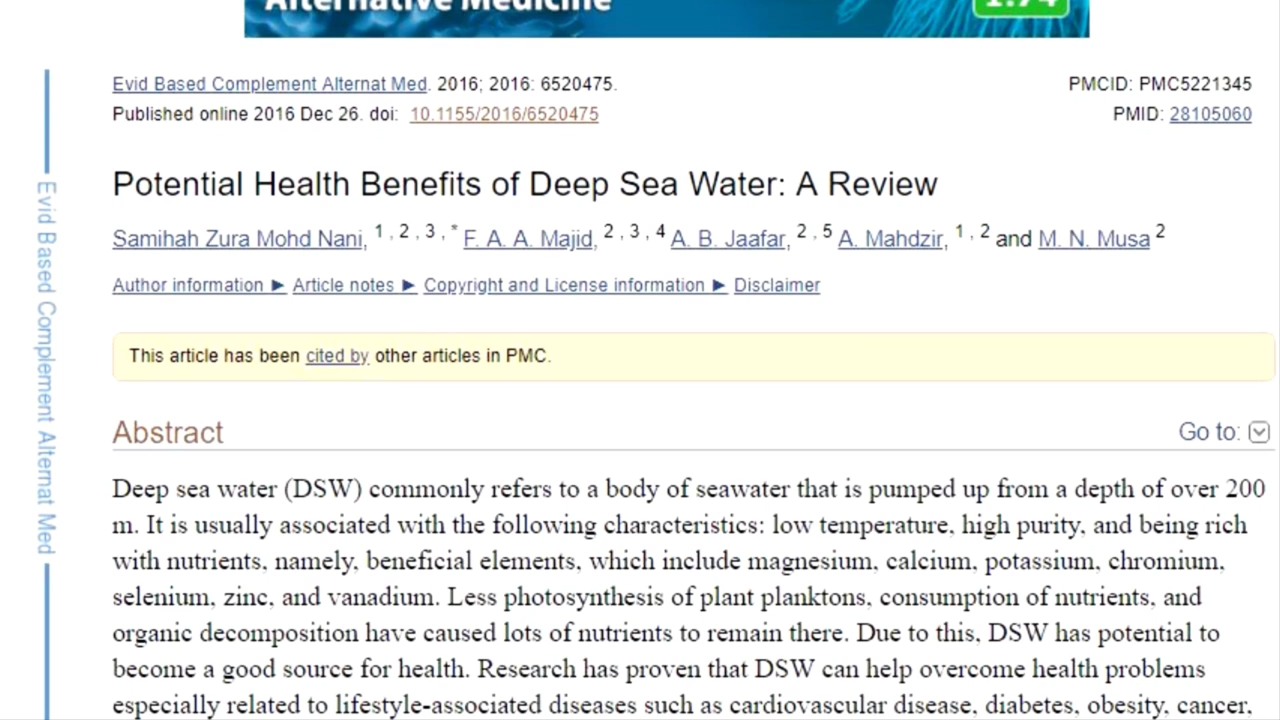 Alternative Medicine
1.74
Evid Based Complement Alternat Med. 2016; 2016: 6520475.
PMCID: PMC5221345
Published online 2016 Dec 26. doi: 10.1155/2016/6520475
PMID: 28105060
Potential Health Benefits of Deep Sea Water: A Review
Samihah Zura Mohd Nani, 1 , 2 , 3 , * F. A. A. Majid, 2 , 3 , 4 A. B. Jaafar, 2 , 5 A. Mahdzir, 1 , 2 and M. N. Musa 2
Author information ► Article notes ► Copyright and License information ► Disclaimer
This article has been cited by other articles in PMC.
Evid Based Complement Alternat Med
Abstract
Go to:
Deep sea water (DSW) commonly refers to a body of seawater that is pumped up from a depth of over 200
m. It is usually associated with the following characteristics: low temperature, high purity, and being rich
with nutrients, namely, beneficial elements, which include magnesium, calcium, potassium, chromium,
selenium, zinc, and vanadium. Less photosynthesis of plant planktons, consumption of nutrients, and
organic decomposition have caused lots of nutrients to remain there. Due to this, DSW has potential to
become a good source for health. Research has proven that DSW can help overcome health problems
especially related to lifestyle-associated diseases such as cardiovascular disease, diabetes, obesity, cancer,